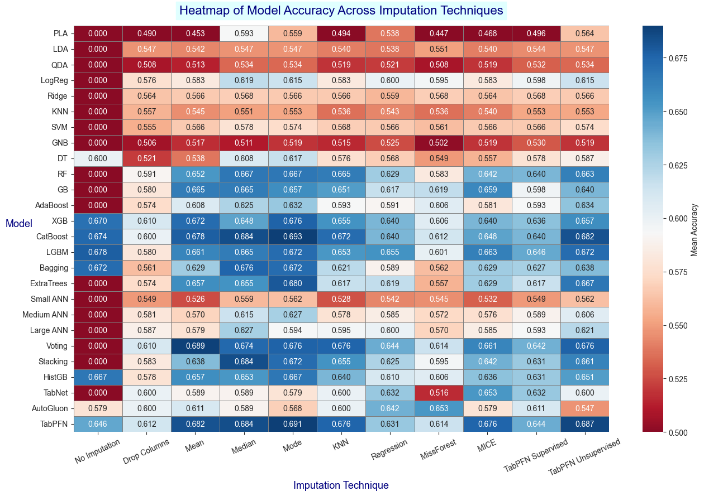 Heatmap of Model Accuracy Across Imputation Techniques
PLA 0.000 0.490 0.453 0.593 0.559 0.494 0.538 0.447 0.468 0.496 0.564
LDA 0.000 0.547 0.542 0.547 0.547 0.540 0.538 0.551 0.540 0.544 0.547
QDA 0.000 0.508 0.513 0.534 0.534 0.519 0.521 0.508 0.519 0.532 0.534
LogReg 0.000 0.576 0.583 0.619 0.615 0.583 0.600 0.595 0.583 0.598 0.615
Ridge 0.000 0.564 0.566 0.568 0.566 0.566 0.559 0.568 0.564 0.568 0.566
KNN 0.000 0.557 0.545 0.551 0.553 0.536 0.543 0.536 0.540 0.553 0.553
SVM 0.000 0.555 0.566 0.578 0.574 0.568 0.566 0.561 0.566 0.566 0.574
GNB 0.000 0.506 0.517 0.511 0.519 0.515 0.525 0.502 0.519 0.530 0.519
DT 0.600 0.521 0.538 0.608 0.617 0.576 0.568 0.549 0.557 0.578 0.587
RF 0.000 0.591 0.652 0.667 0.667 0.665 0.629 0.583 0.642 0.640 0.663
GB 0.000 0.580 0.665 0.665 0.657 0.651 0.617 0.619 0.659 0.598 0.640
AdaBoost 0.000 0.574 0.608 0.625 0.632 0.593 0.591 0.606 0.581 0.593 0.634
XGB 0.670 0.610 0.672 0.648 0.676 0.655 0.640 0.606 0.640 0.636 0.657
CatBoost 0.674 0.600 0.678 0.684 0.693 0.672 0.640 0.612 0.648 0.640 0.682
LGBM 0.678 0.580 0.661 0.665 0.672 0.653 0.655 0.601 0.663 0.646 0.672
Bagging 0.672 0.561 0.629 0.676 0.672 0.621 0.589 0.562 0.629 0.627 0.638
ExtraTrees 0.000 0.574 0.657 0.655 0.680 0.617 0.619 0.557 0.629 0.617 0.667
Small ANN 0.000 0.549 0.526 0.559 0.562 0.528 0.542 0.545 0.532 0.549 0.562
Medium ANN 0.000 0.581 0.570 0.615 0.627 0.578 0.585 0.572 0.576 0.589 0.606
Large ANN 0.000 0.587 0.579 0.627 0.594 0.595 0.600 0.570 0.585 0.593 0.621
Voting 0.000 0.610 0.689 0.674 0.676 0.676 0.644 0.614 0.661 0.642 0.676
Stacking 0.000 0.583 0.638 0.684 0.672 0.655 0.625 0.595 0.642 0.631 0.661
HistGB 0.667 0.578 0.657 0.653 0.667 0.640 0.610 0.606 0.636 0.631 0.651
TabNet 0.000 0.600 0.589 0.589 0.579 0.600 0.632 0.516 0.653 0.632 0.600
AutoGluon 0.579 0.600 0.611 0.589 0.568 0.600 0.642 0.653 0.579 0.611 0.547
TabPFN 0.646 0.612 0.682 0.684 0.691 0.676 0.631 0.614 0.676 0.644 0.687
Model
No Imputation Drop Columns Mean Median Mode KNN Regression MissForest MICE TabPFN Supervised TabPFN Unsupervised
Imputation Technique
0.675
0.650
0.625
0.600
0.575
0.550
0.525
0.500
Mean Accuracy